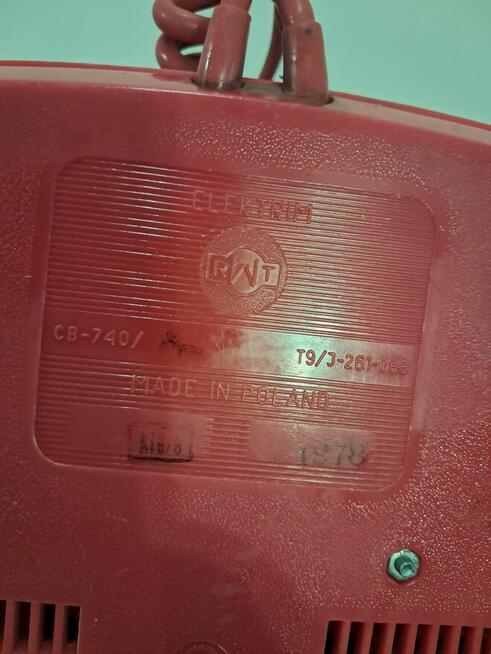 ELEKTRIM
RWT
CB-740/
T9/J-261-086
MADE IN POLAND
1978